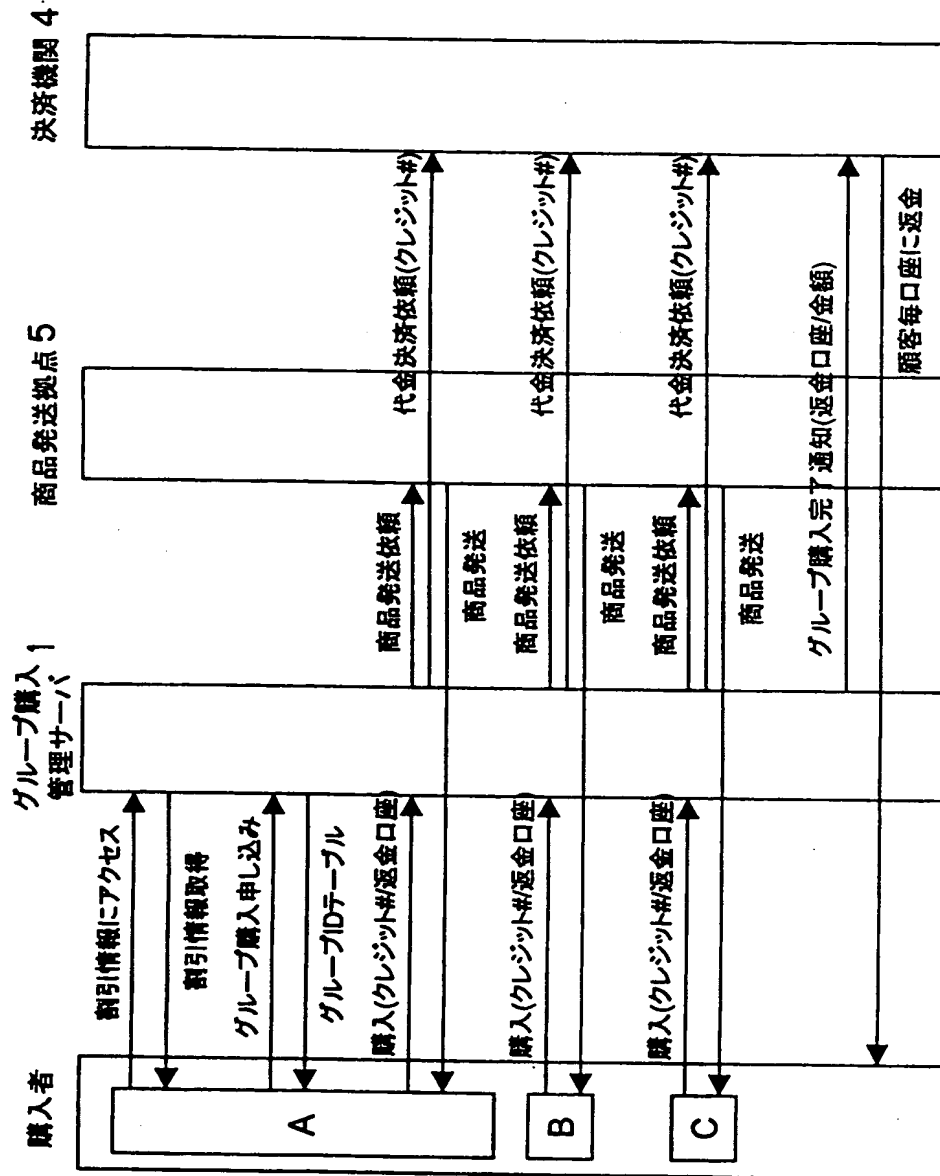 購入者
グループ購入
管理サーバ 1
商品発送拠点 5
決済機関 4
A
割引情報にアクセス
割引情報取得
グループ購入申し込み
グループIDテーブル
購入(クレジット#/返金口座)
商品発送依頼
代金決済依頼(クレジット#)
商品発送
B
購入(クレジット#/返金口座)
商品発送依頼
代金決済依頼(クレジット#)
商品発送
C
購入(クレジット#/返金口座)
商品発送依頼
代金決済依頼(クレジット#)
商品発送
グループ購入完了通知(返金口座/金額)
顧客毎口座に返金